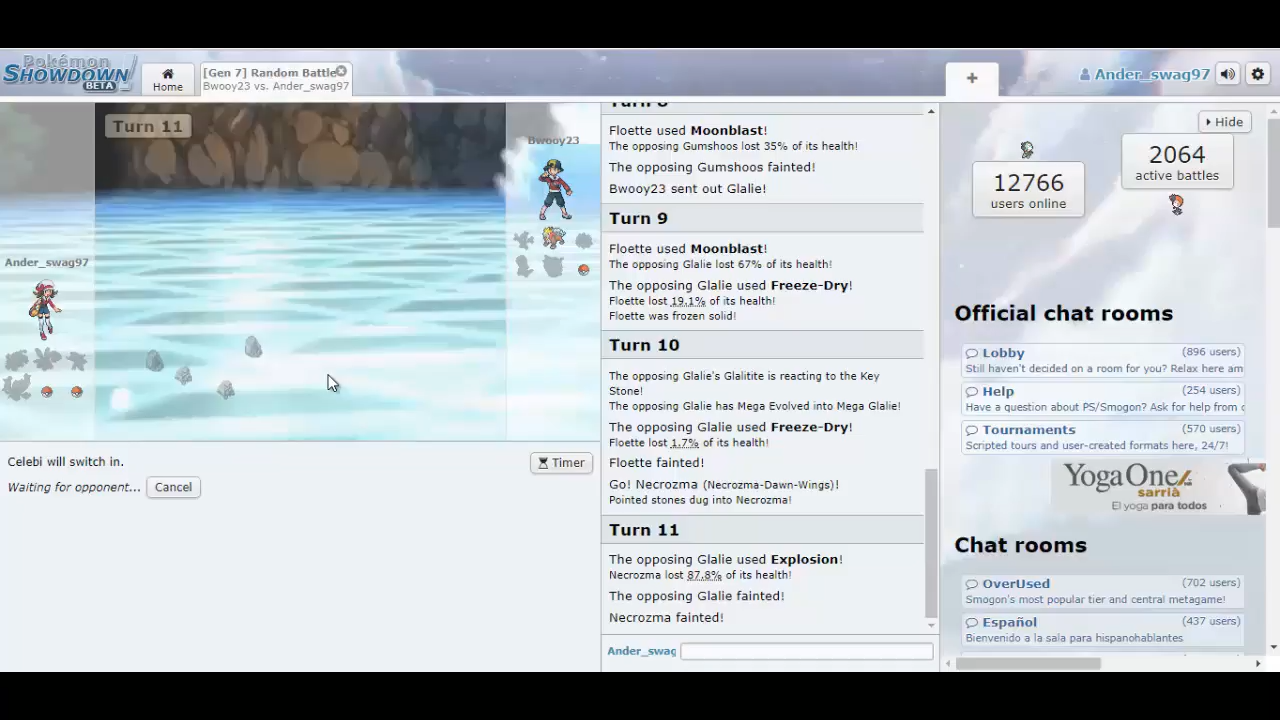 Pokémon
SHOWDOWN
BETA
Home
[Gen 7] Random Battle
Bwooy23 vs. Ander_swag97
+
Ander_swag97
Turn 11
Bwooy23
Ander_swag97
Celebi will switch in.
Waiting for opponent...
Cancel
Timer
Floette used Moonblast!
The opposing Gumshoos lost 35% of its health!
The opposing Gumshoos fainted!
Bwooy23 sent out Glalie!
Turn 9
Floette used Moonblast!
The opposing Glalie lost 67% of its health!
The opposing Glalie used Freeze-Dry!
Floette lost 19.1% of its health!
Floette was frozen solid!
Turn 10
The opposing Glalie's Glalitite is reacting to the Key
Stone!
The opposing Glalie has Mega Evolved into Mega Glalie!
The opposing Glalie used Freeze-Dry!
Floette lost 1.7% of its health!
Floette fainted!
Go! Necrozma (Necrozma-Dawn-Wings)!
Pointed stones dug into Necrozma!
Turn 11
The opposing Glalie used Explosion!
Necrozma lost 87.8% of its health!
The opposing Glalie fainted!
Necrozma fainted!
Ander_swag
Hide
12766
users online
2064
active battles
Official chat rooms
Lobby (896 users)
Still haven't decided on a room for you? Relax here am
Help (254 users)
Have a question about PS/Smogon? Ask for help from
Tournaments (570 users)
Scripted tours and user-created formats here, 24/7!
YogaOne
sarrià
El yoga para todos
Chat rooms
OverUsed (702 users)
Smogon's most popular tier and central metagame!
Español (437 users)
Bienvenido a la sala para hispanohablantes